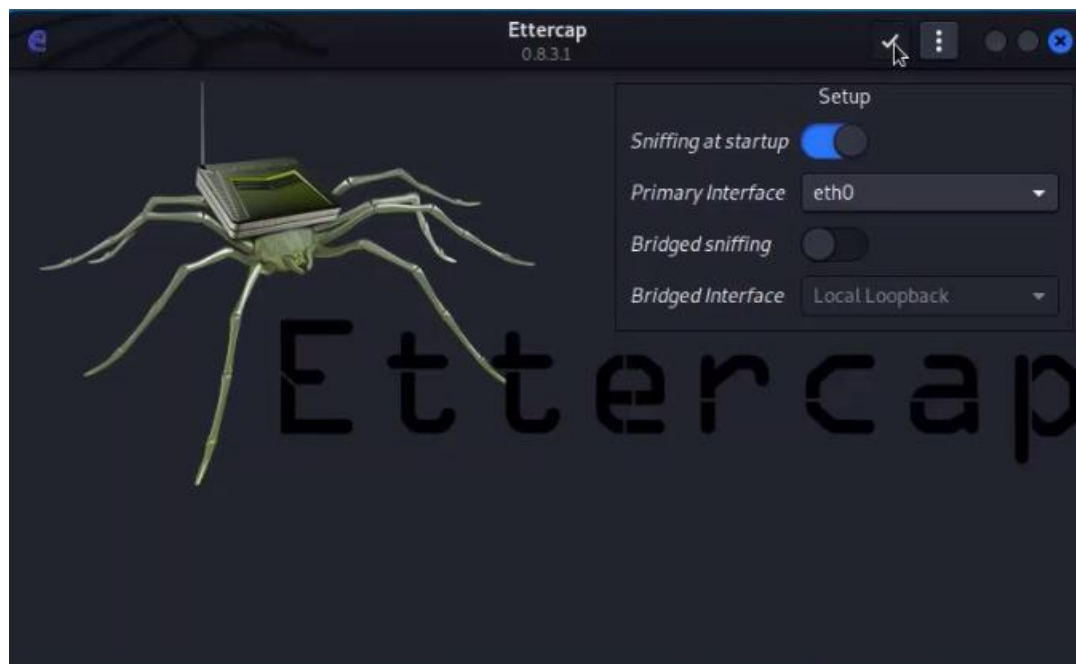 Ettercap
0.8.3.1
Setup
Sniffing at startup
Primary Interface eth0
Bridged sniffing
Bridged Interface Local Loopback
Ettercap